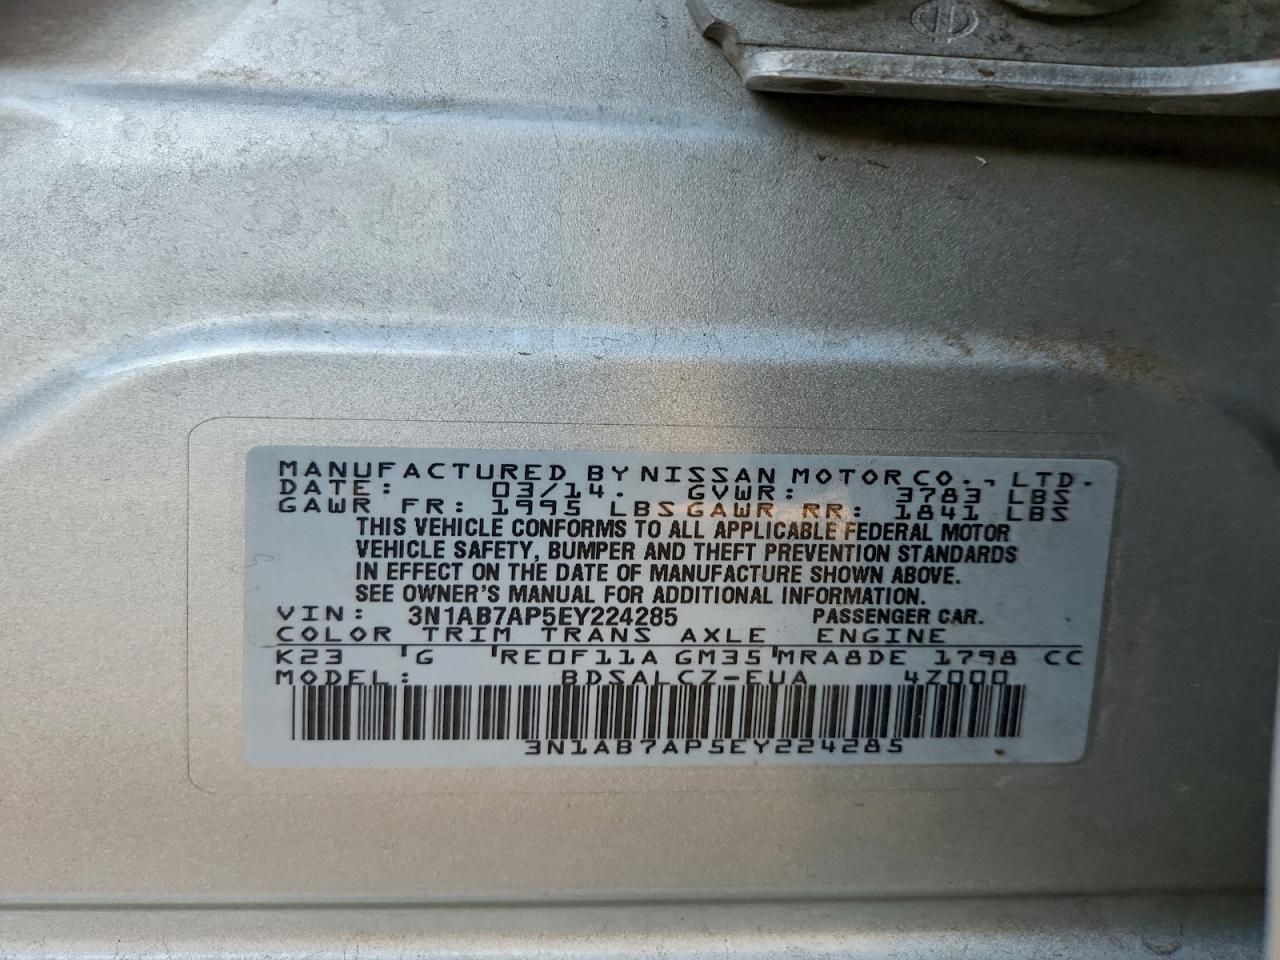 MANUFACTURED BY NISSAN MOTOR CO., LTD.
DATE: 03/14. GVWR: 3783 LBS
GAWR FR: 1995 LBS GAWR RR: 1841 LBS
THIS VEHICLE CONFORMS TO ALL APPLICABLE FEDERAL MOTOR
VEHICLE SAFETY, BUMPER AND THEFT PREVENTION STANDARDS
IN EFFECT ON THE DATE OF MANUFACTURE SHOWN ABOVE.
SEE OWNER'S MANUAL FOR ADDITIONAL INFORMATION.
VIN: 3N1AB7AP5EY224285 PASSENGER CAR.
COLOR TRIM TRANS AXLE ENGINE
K23 'G 'RE0F11A GM35'MRA8DE 1798 CC
MODEL: BDSALCZ-EUA 4Z000
3N1AB7AP5EY224285